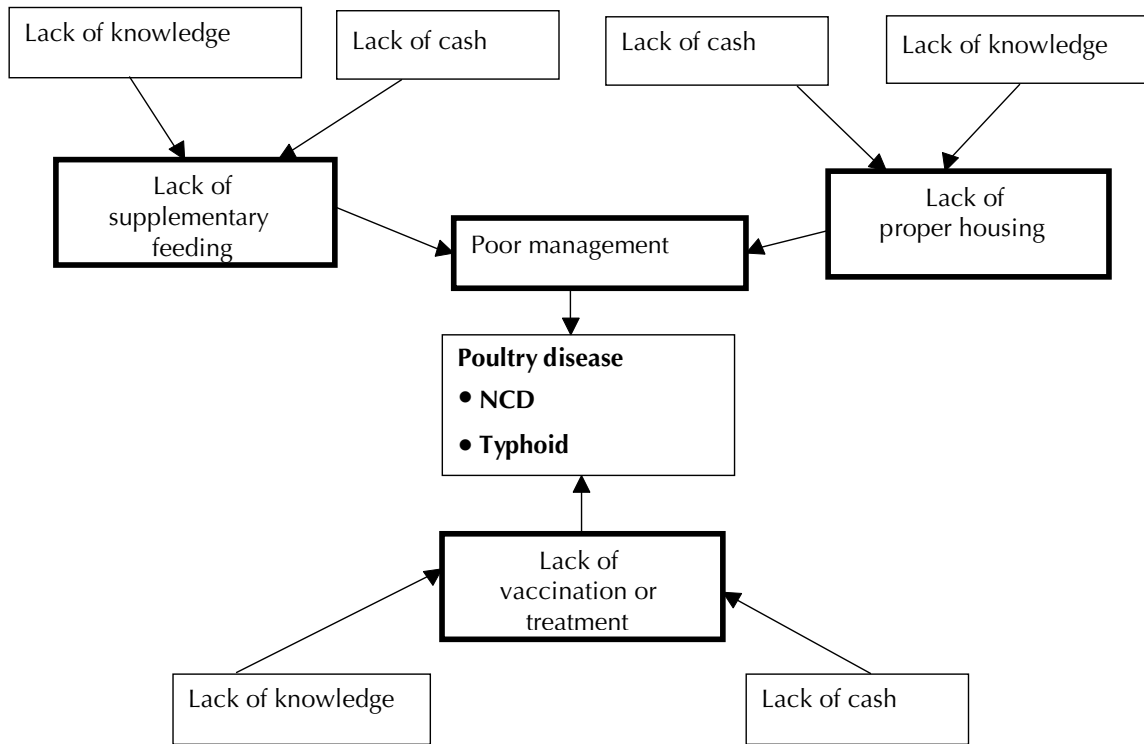 Lack of knowledge
Lack of cash
Lack of cash
Lack of knowledge
Lack of
supplementary
feeding
Lack of
proper housing
Poor management
Poultry disease
• NCD
• Typhoid
Lack of
vaccination or
treatment
Lack of knowledge
Lack of cash